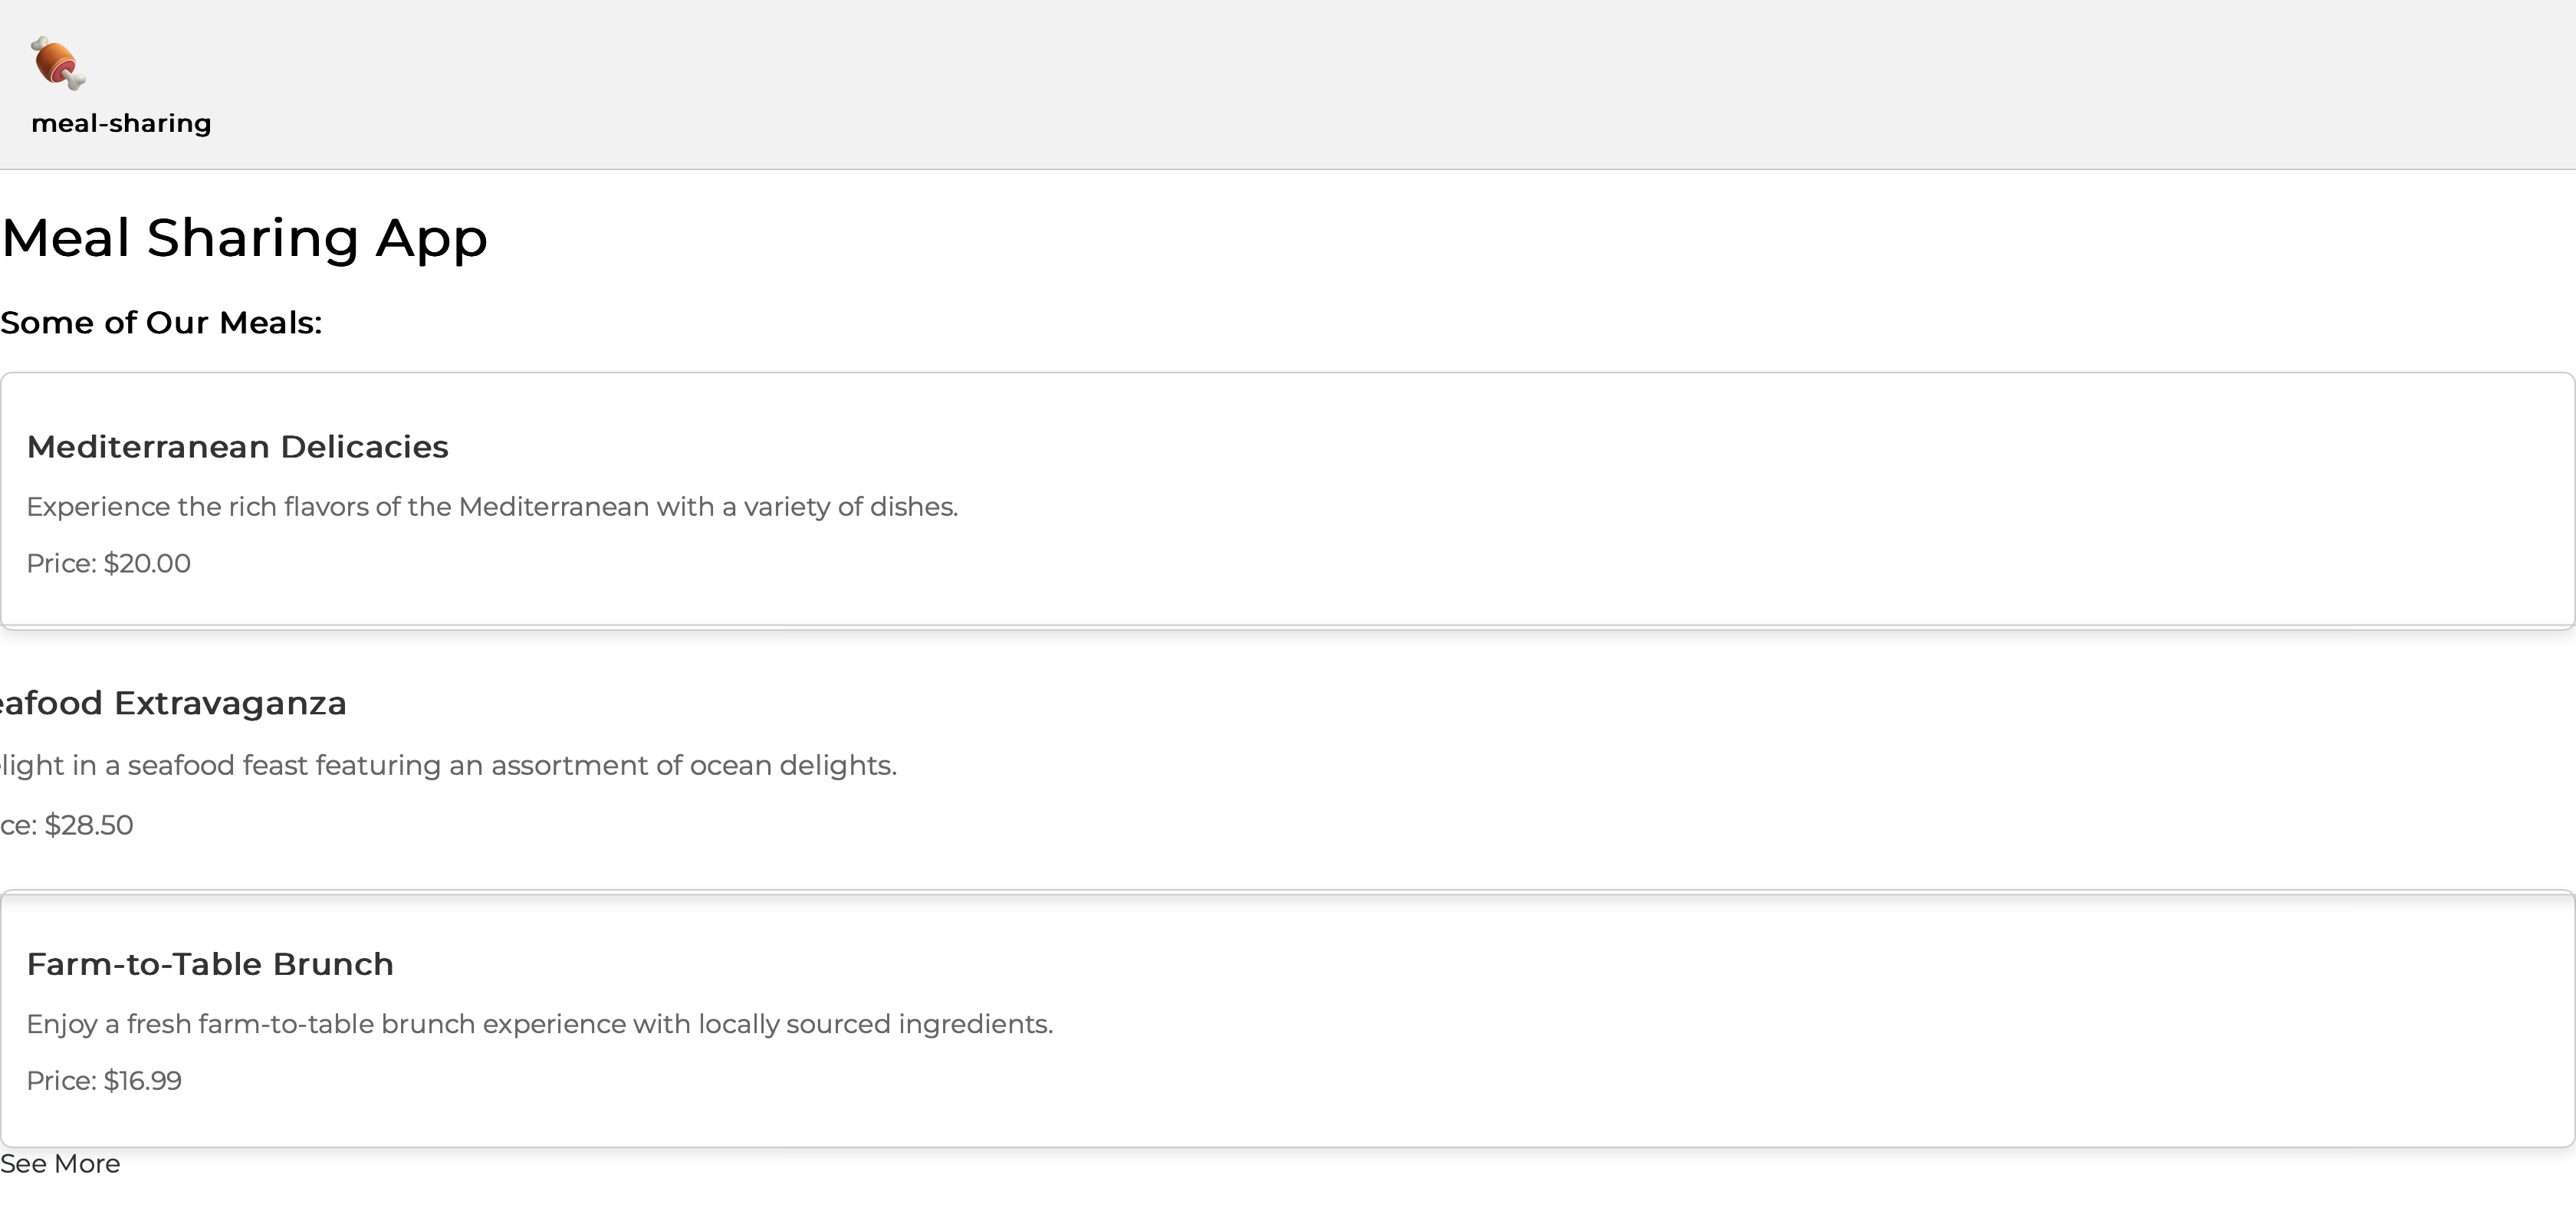 meal-sharing
Meal Sharing App
Some of Our Meals:
Mediterranean Delicacies
Experience the rich flavors of the Mediterranean with a variety of dishes.
Price: $20.00
eafood Extravaganza
light in a seafood feast featuring an assortment of ocean delights.
ce: $28.50
Farm-to-Table Brunch
Enjoy a fresh farm-to-table brunch experience with locally sourced ingredients.
Price: $16.99
See More